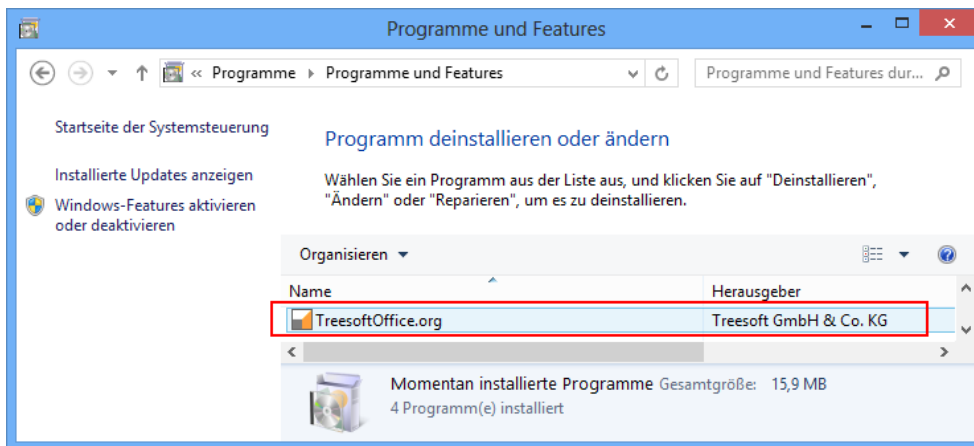 Programme und Features
« Programme ▸ Programme und Features
Programme und Features dur...
Startseite der Systemsteuerung
Installierte Updates anzeigen
Windows-Features aktivieren
oder deaktivieren
Programm deinstallieren oder ändern
Wählen Sie ein Programm aus der Liste aus, und klicken Sie auf "Deinstallieren",
"Ändern" oder "Reparieren", um es zu deinstallieren.
Organisieren
Name Herausgeber
TreesoftOffice.org Treesoft GmbH & Co. KG
Momentan installierte Programme Gesamtgröße: 15,9 MB
4 Programm(e) installiert